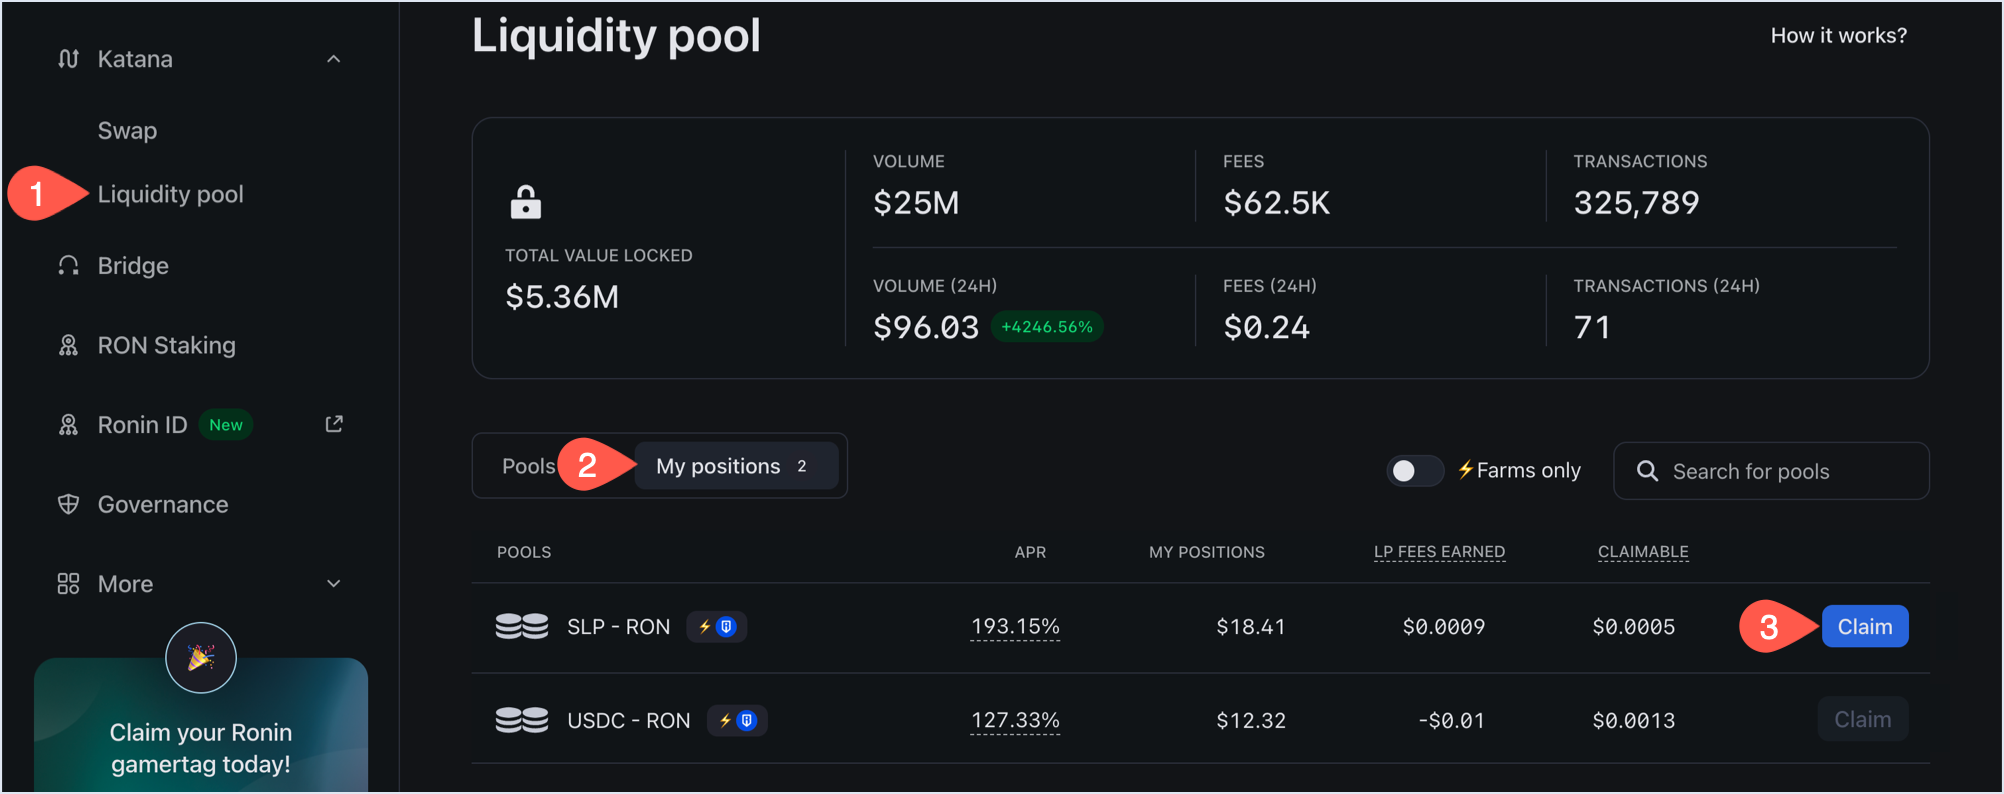 Katana
Swap
1
Liquidity pool
Bridge
RON Staking
Ronin ID New
Governance
More
Claim your Ronin
gamertag today!
Liquidity pool
How it works?
TOTAL VALUE LOCKED
$5.36M
VOLUME
$25M
FEES
$62.5K
TRANSACTIONS
325,789
VOLUME (24H)
$96.03 +4246.56%
FEES (24H)
$0.24
TRANSACTIONS (24H)
71
Pools 2 My positions 2
Farms only
Search for pools
POOLS APR MY POSITIONS LP FEES EARNED CLAIMABLE
SLP - RON 193.15% $18.41 $0.0009 $0.0005 3 Claim
USDC - RON 127.33% $12.32 -$0.01 $0.0013 Claim